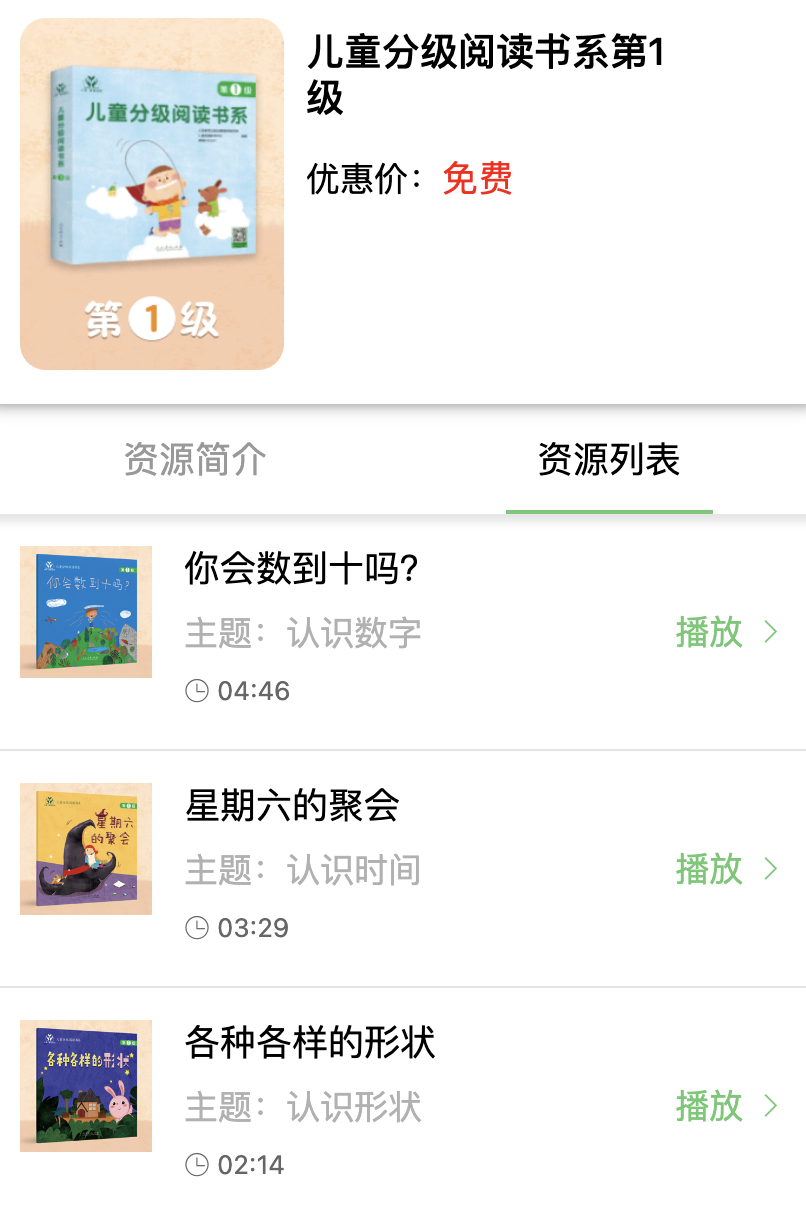 第1级
儿童分级阅读书系
儿童分级阅读书系
第1级
儿童分级阅读书系第1
级
优惠价：免费
资源简介
资源列表
你会数到十吗？
你会数到十吗?
主题：认识数字
播放
04:46
星期六
的聚会
星期六的聚会
主题：认识时间
播放
03:29
各种各样的形状
各种各样的形状
主题：认识形状
播放
02:14